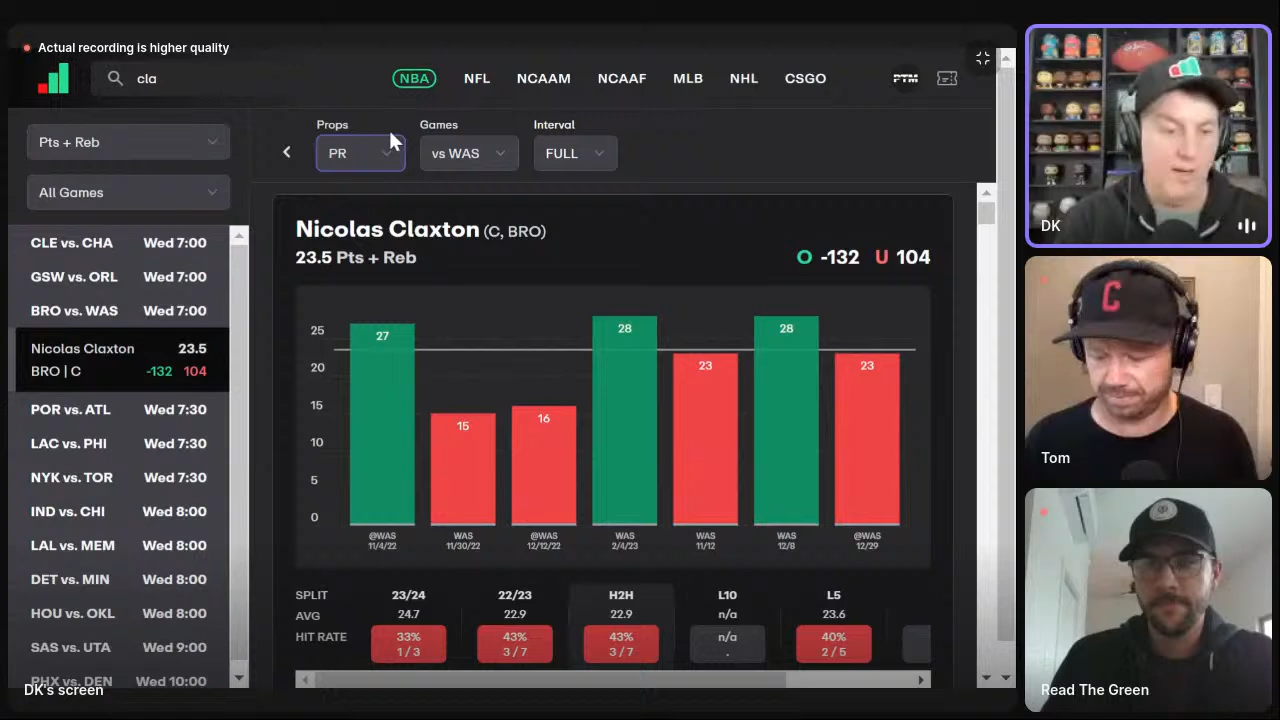 Actual recording is higher quality
cla
NBA NFL NCAAM NCAAF MLB NHL CSGO
PTM
Pts + Reb
All Games
Props Games Interval
PR vs WAS FULL
CLE vs. CHA Wed 7:00
GSW vs. ORL Wed 7:00
BRO vs. WAS Wed 7:00
Nicolas Claxton 23.5
BRO | C -132 104
POR vs. ATL Wed 7:30
LAC vs. PHI Wed 7:30
NYK vs. TOR Wed 7:30
IND vs. CHI Wed 8:00
LAL vs. MEM Wed 8:00
DET vs. MIN Wed 8:00
HOU vs. OKL Wed 8:00
SAS vs. UTA Wed 9:00
PHX vs. DEN Wed 10:00
Nicolas Claxton (C, BRO)
23.5 Pts + Reb O -132 U 104
25
20
15
10
5
0
27 15 16 28 23 28 23
@WAS WAS @WAS WAS WAS WAS @WAS
11/4/22 11/30/22 12/12/22 2/4/23 11/12 12/8 12/29
SPLIT 23/24 22/23 H2H L10 L5
AVG 24.7 22.9 22.9 n/a 23.6
HIT RATE 33% 43% 43% n/a 40%
1 / 3 3 / 7 3 / 7 . 2 / 5
DK's screen
DK
C
Tom
Read The Green